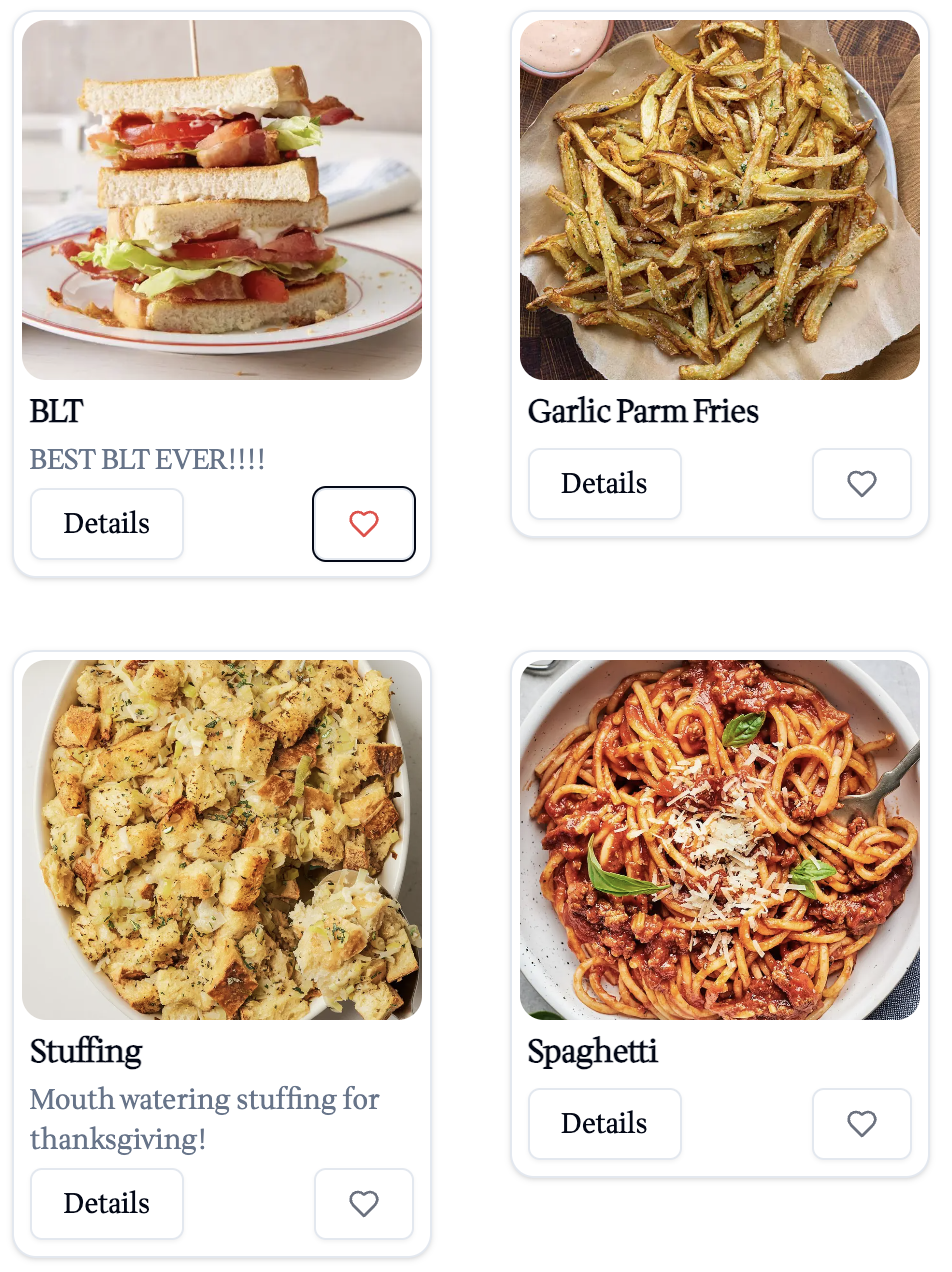 BLT
BEST BLT EVER!!!!
Details
Garlic Parm Fries
Details
Stuffing
Mouth watering stuffing for
thanksgiving!
Details
Spaghetti
Details